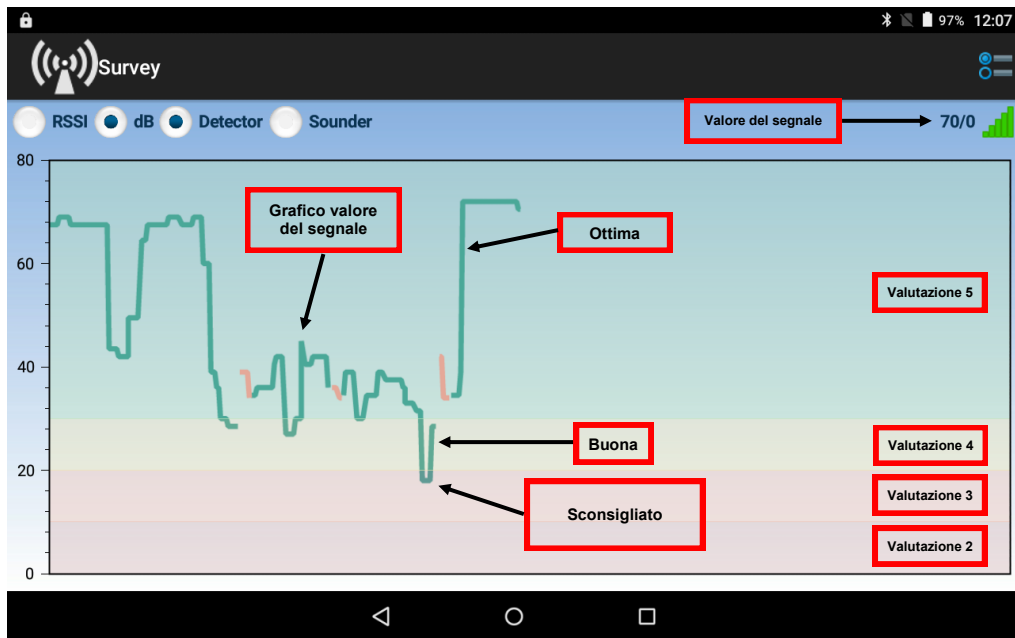 97% 12:07
Survey
RSSI dB Detector Sounder
Valore del segnale
70/0
80
Grafico valore
del segnale
Ottima
60
Valutazione 5
40
Buona
Valutazione 4
20
Valutazione 3
Sconsigliato
Valutazione 2
0